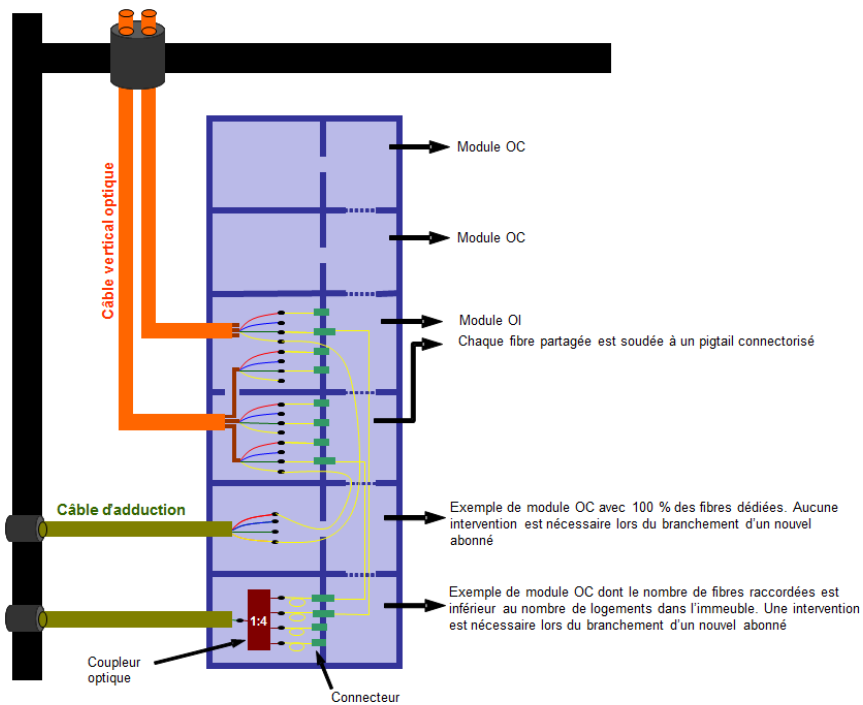 Module OC
Câble vertical optique
Module OC
Module OI
Chaque fibre partagée est soudée à un pigtail connectorisé
Câble d'adduction
Exemple de module OC avec 100 % des fibres dédiées. Aucune
intervention est nécessaire lors du branchement d'un nouvel
abonné
Exemple de module OC dont le nombre de fibres raccordées est
inférieur au nombre de logements dans l'immeuble. Une intervention
est nécessaire lors du branchement d'un nouvel abonné
1:4
Coupleur
optique
Connecteur